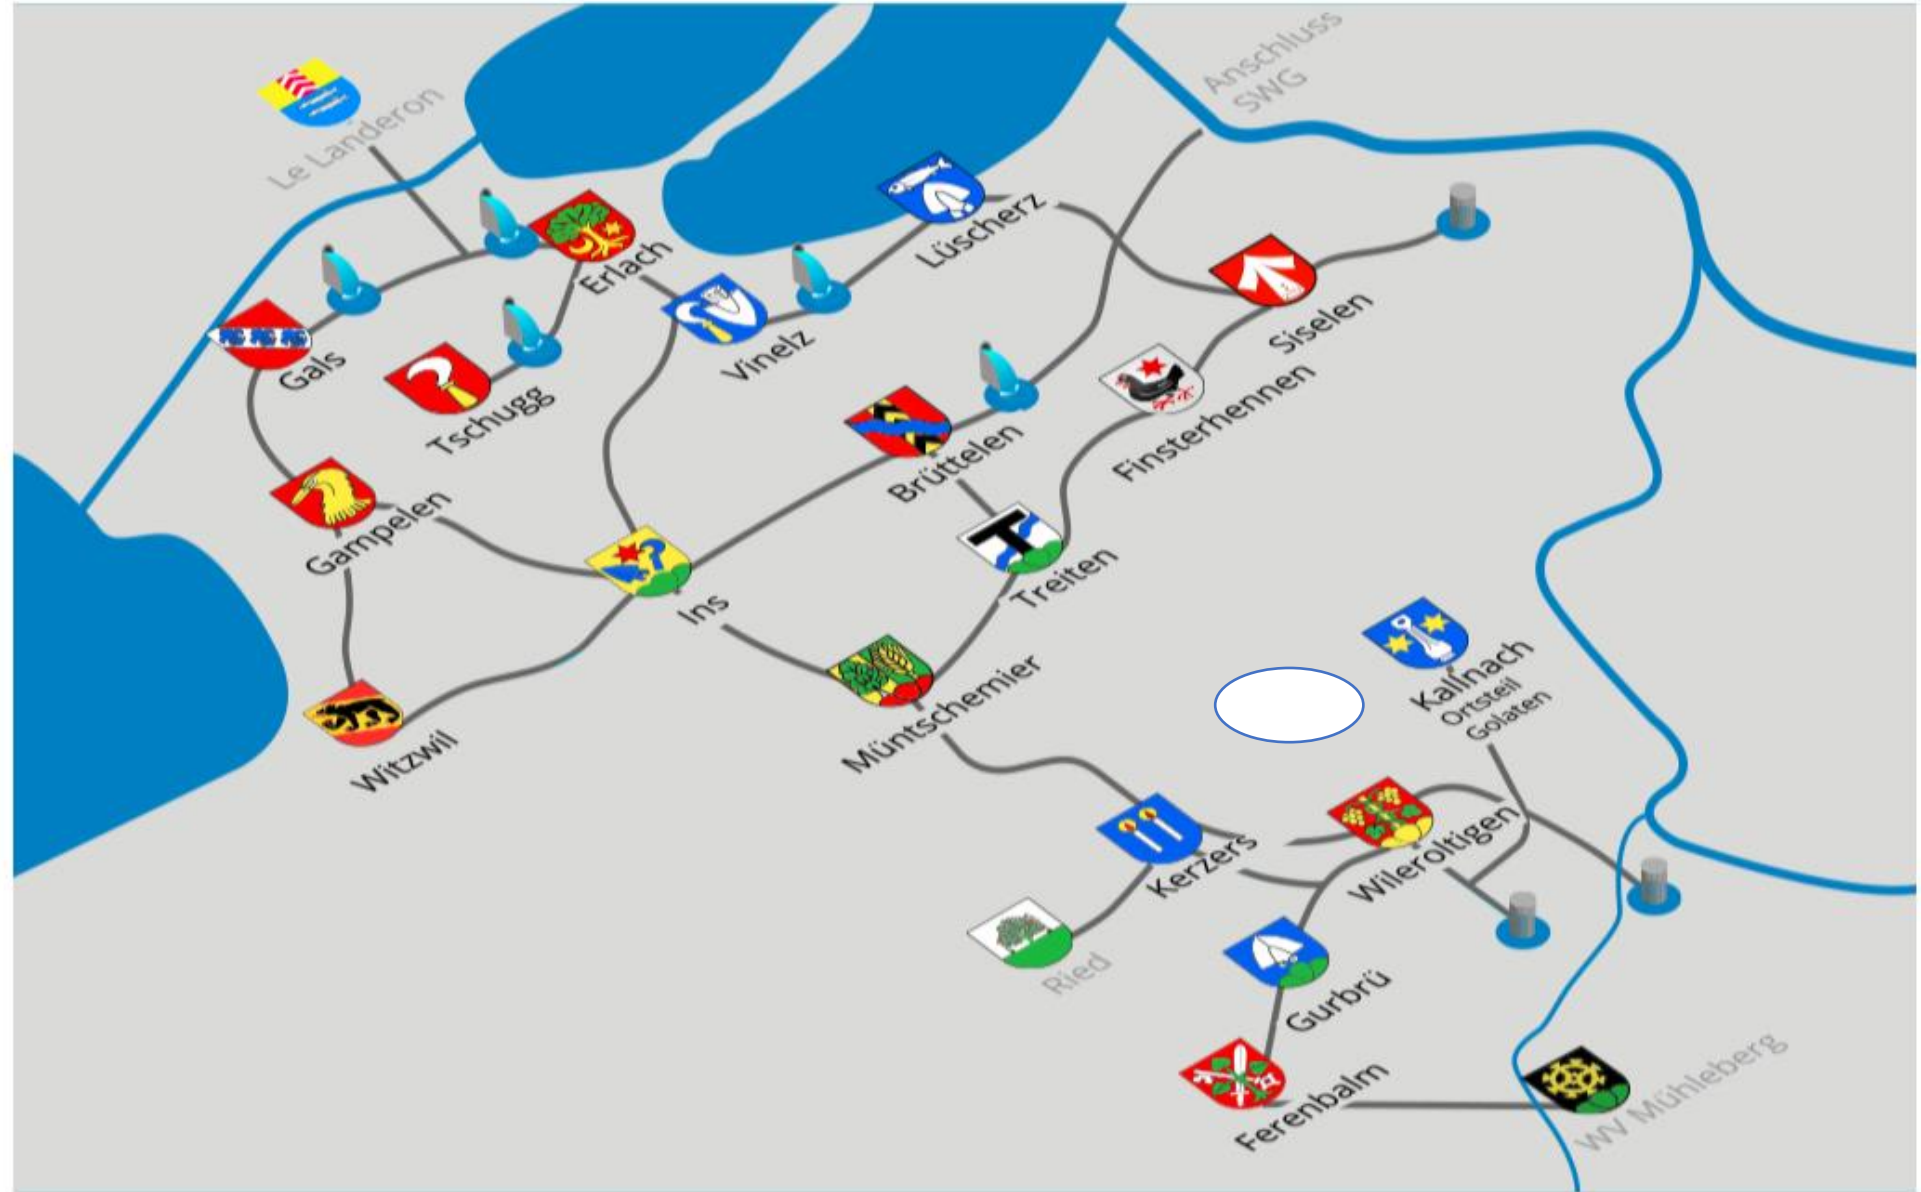 Anschluss
SWG
Le Landeron
Lüscherz
Erlach
Siselen
Vinelz
Gals
Tschugg
Finsterhennen
Brüttelen
Gampelen
Treiten
Ins
Kallnach
Ortsteil
Golaten
Müntschemier
Witzwil
Wileroltigen
Kerzers
Ried
Gurbrü
Ferenbalm
WV Mühleberg